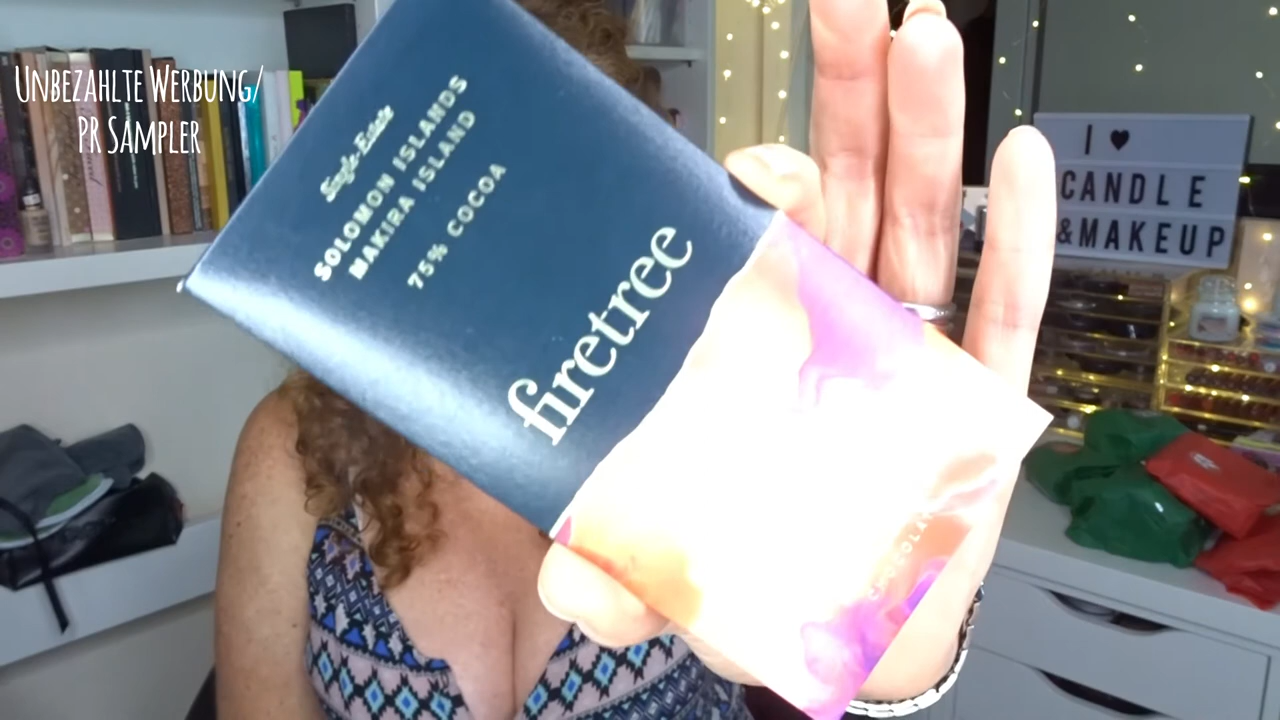 UNBEZAHLTE WERBUNG/
PR SAMPLER
Single-Estate
SOLOMON ISLANDS
MAKIRA ISLAND
75% COCOA
firetree
I ♥
CANDLE
&MAKEUP